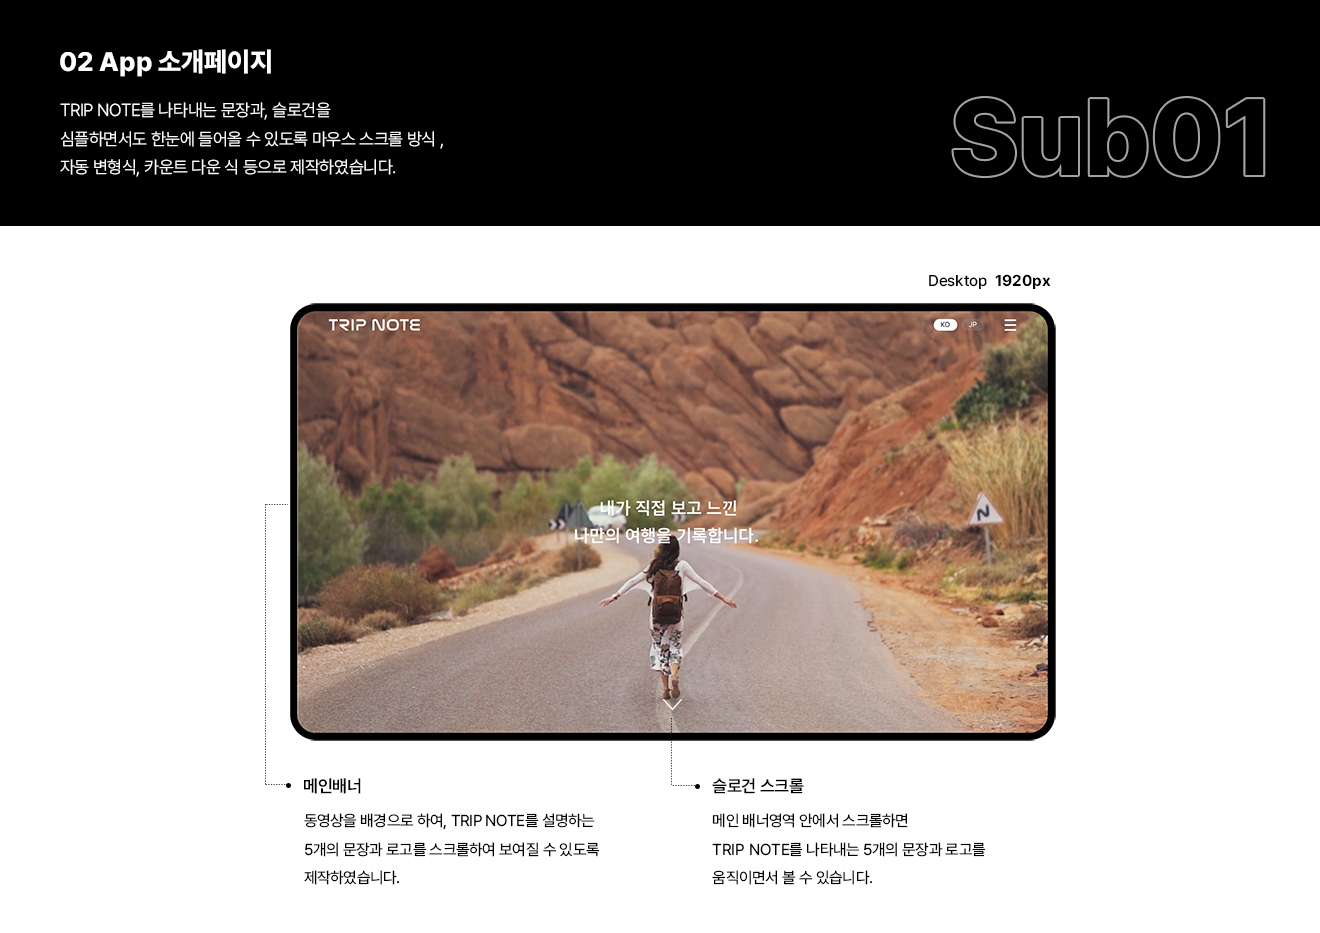 02 App 소개페이지
TRIP NOTE를 나타내는 문장과, 슬로건을
심플하면서도 한눈에 들어올 수 있도록 마우스 스크롤 방식 ,
자동 변형식, 카운트 다운 식 등으로 제작하였습니다.
Sub01
Desktop 1920px
TRIP NOTE
KO JP
내가 직접 보고 느낀
나만의 여행을 기록합니다.
메인배너
동영상을 배경으로 하여, TRIP NOTE를 설명하는
5개의 문장과 로고를 스크롤하여 보여질 수 있도록
제작하였습니다.
슬로건 스크롤
메인 배너영역 안에서 스크롤하면
TRIP NOTE를 나타내는 5개의 문장과 로고를
움직이면서 볼 수 있습니다.